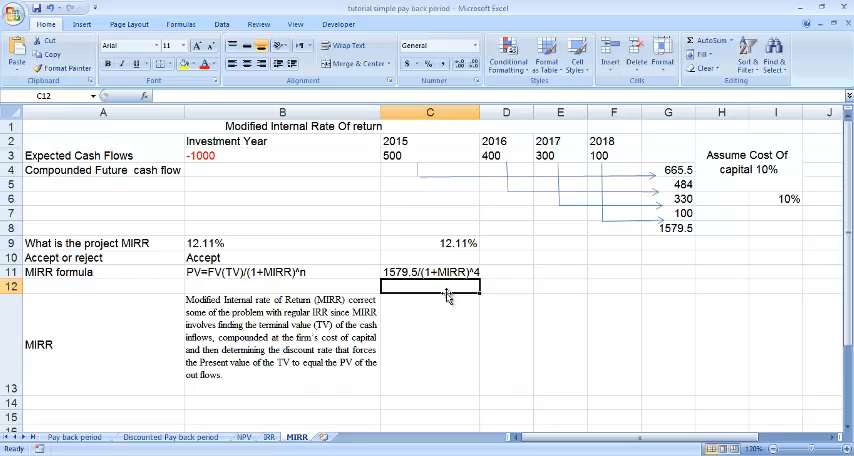 tutorial simple pay back period - Microsoft Excel
Home Insert Page Layout Formulas Data Review View Developer
Cut
Copy
Format Painter
Paste
Clipboard
Arial 11
B I U
Font
Wrap Text
Merge & Center
Alignment
General
$ % ,
Number
Conditional Formatting
Format as Table
Cell Styles
Styles
Insert Delete Format
Cells
AutoSum
Fill
Clear
Sort & Filter
Find & Select
Editing
C12 fx
A B C D E F G H I J
1 Modified Internal Rate Of return
2 Investment Year 2015 2016 2017 2018
3 Expected Cash Flows -1000 500 400 300 100 Assume Cost Of
4 Compounded Future cash flow 665.5 capital 10%
5 484
6 330 10%
7 100
8 1579.5
9 What is the project MIRR 12.11% 12.11%
10 Accept or reject Accept
11 MIRR formula PV=FV(TV)/(1+MIRR)^n 1579.5/(1+MIRR)^4
12
Modified Internal rate of Return (MIRR) correct
some of the problem with regular IRR since MIRR
involves finding the terminal value (TV) of the cash
inflows, compounded at the firm's cost of capital
MIRR
and then determining the discount rate that forces
the Present value of the TV to equal the PV of the
out flows.
13
14
15
Pay back period Discounted Pay back period NPV IRR MIRR
Ready 120%